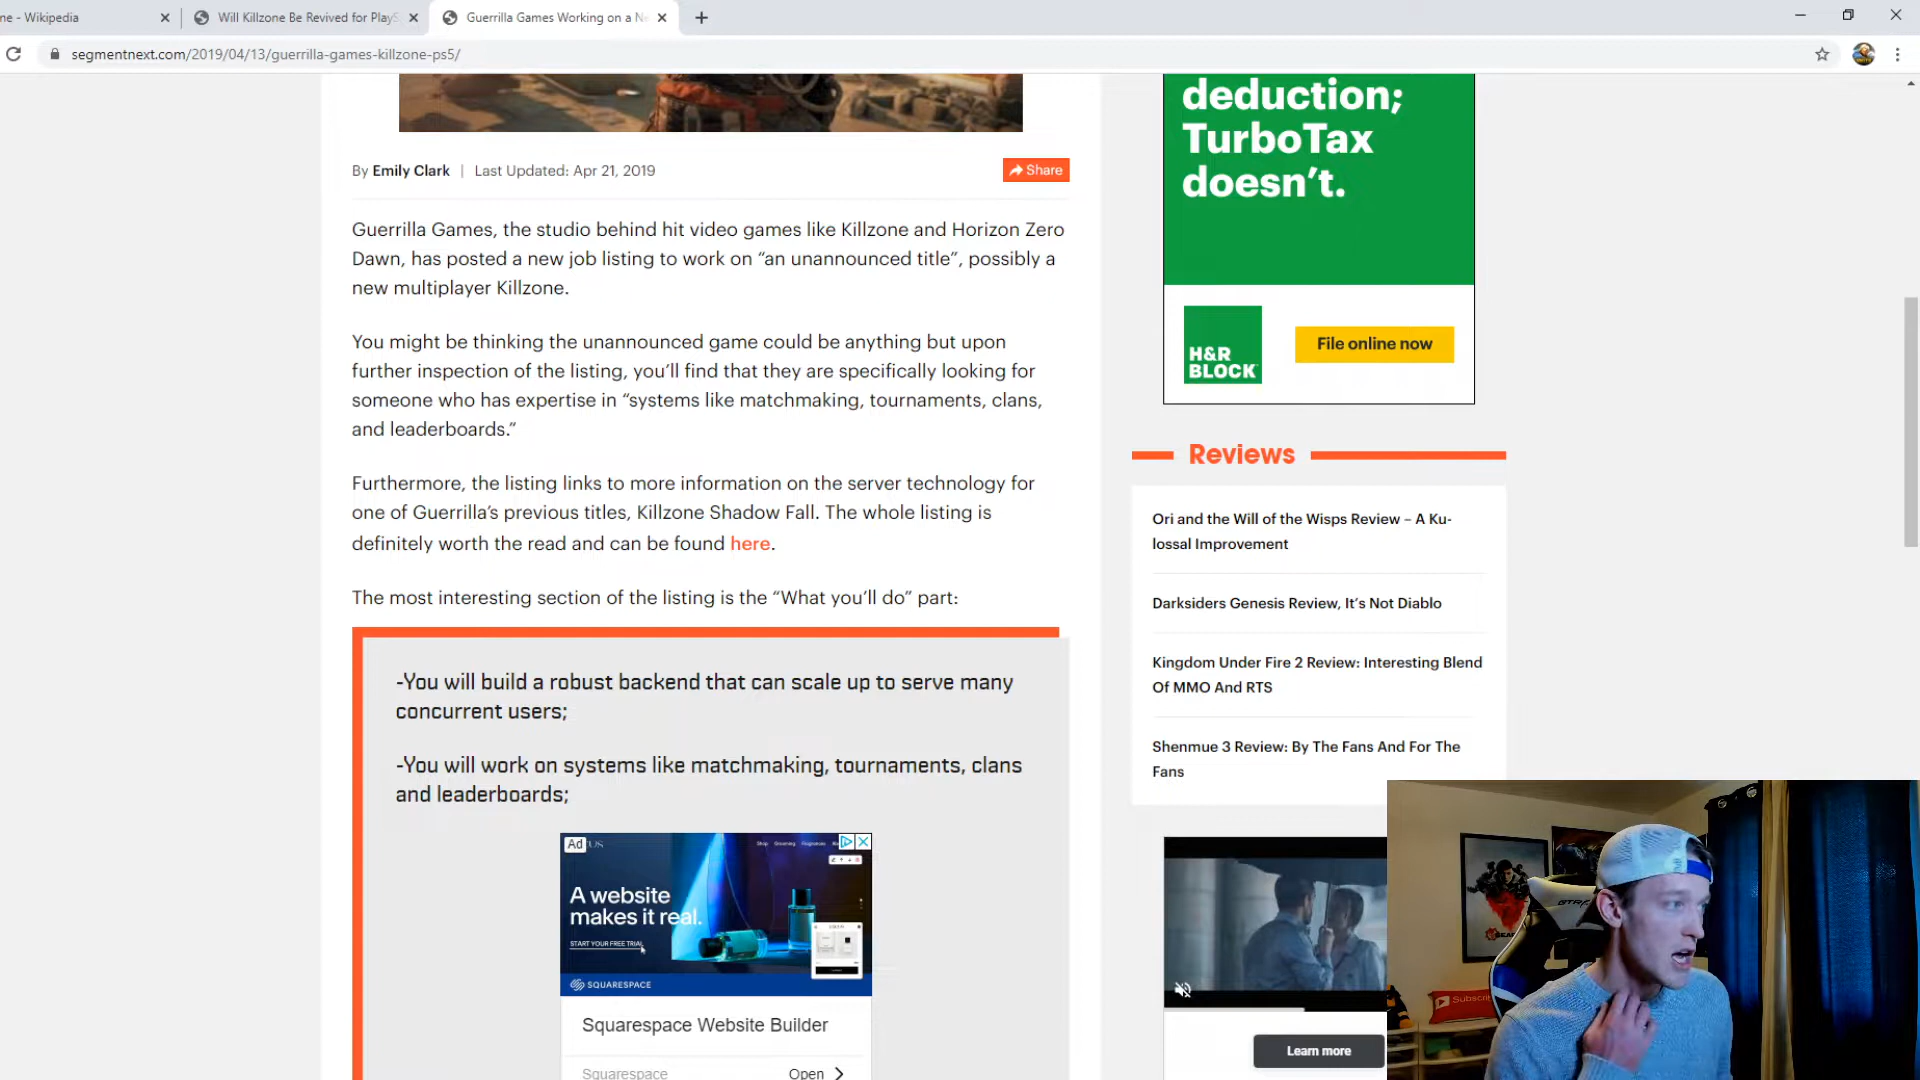 ne - Wikipedia
Will Killzone Be Revived for PlayS
Guerrilla Games Working on a Ne
segmentnext.com/2019/04/13/guerrilla-games-killzone-ps5/
By Emily Clark | Last Updated: Apr 21, 2019
Share
Guerrilla Games, the studio behind hit video games like Killzone and Horizon Zero
Dawn, has posted a new job listing to work on “an unannounced title”, possibly a
new multiplayer Killzone.
You might be thinking the unannounced game could be anything but upon
further inspection of the listing, you’ll find that they are specifically looking for
someone who has expertise in “systems like matchmaking, tournaments, clans,
and leaderboards.”
Furthermore, the listing links to more information on the server technology for
one of Guerrilla’s previous titles, Killzone Shadow Fall. The whole listing is
definitely worth the read and can be found here.
The most interesting section of the listing is the “What you’ll do” part:
-You will build a robust backend that can scale up to serve many
concurrent users;
-You will work on systems like matchmaking, tournaments, clans
and leaderboards;
Ad
Shop Grooming Fragrances
A website
makes it real.
START YOUR FREE TRIAL
SQUARESPACE
Squarespace Website Builder
Squarespace
Open
deduction;
TurboTax
doesn’t.
H&R
BLOCK
File online now
Reviews
Ori and the Will of the Wisps Review – A Ku-
lossal Improvement
Darksiders Genesis Review, It’s Not Diablo
Kingdom Under Fire 2 Review: Interesting Blend
Of MMO And RTS
Shenmue 3 Review: By The Fans And For The
Fans
Learn more
GEARS
GTRACING
Subscribe